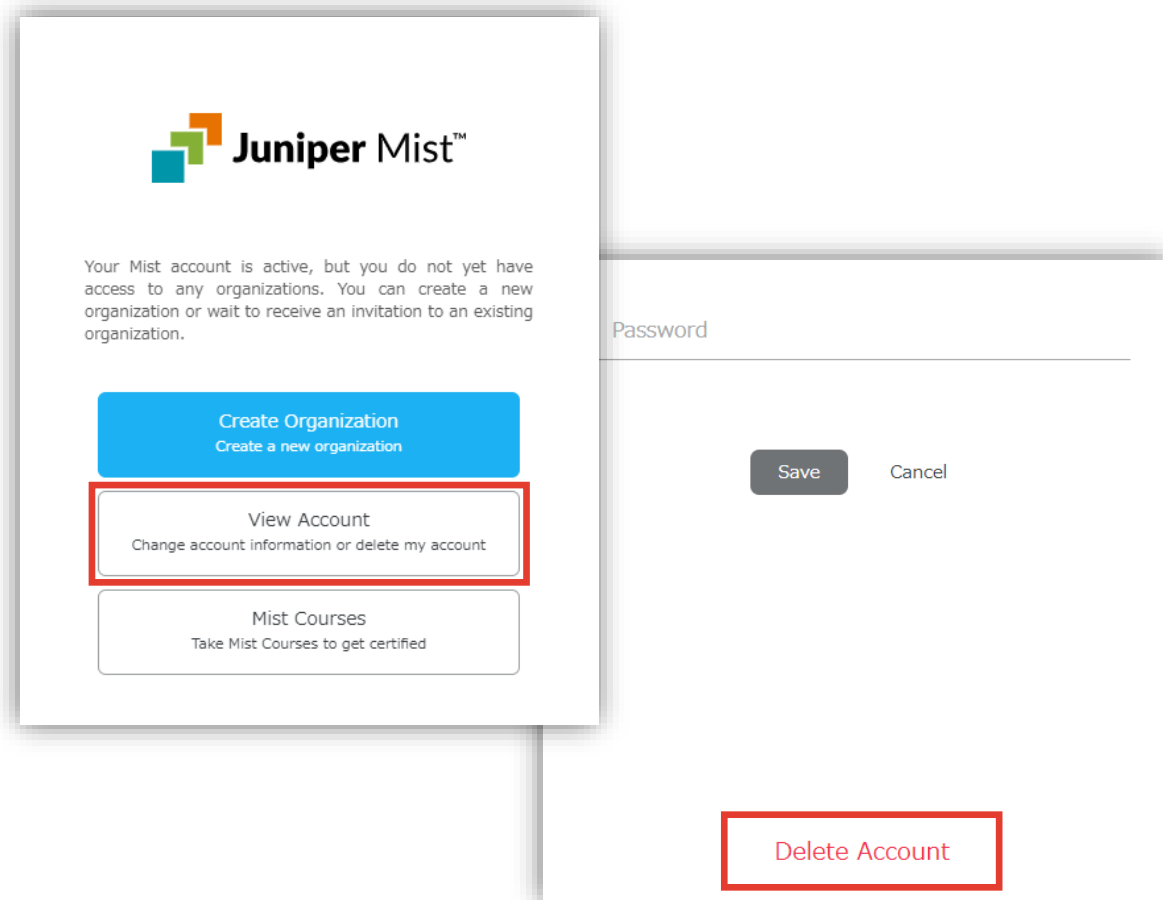 Juniper Mist™
Your Mist account is active, but you do not yet have
access to any organizations. You can create a new
organization or wait to receive an invitation to an existing
organization.
Create Organization
Create a new organization
View Account
Change account information or delete my account
Mist Courses
Take Mist Courses to get certified
Password
Save Cancel
Delete Account